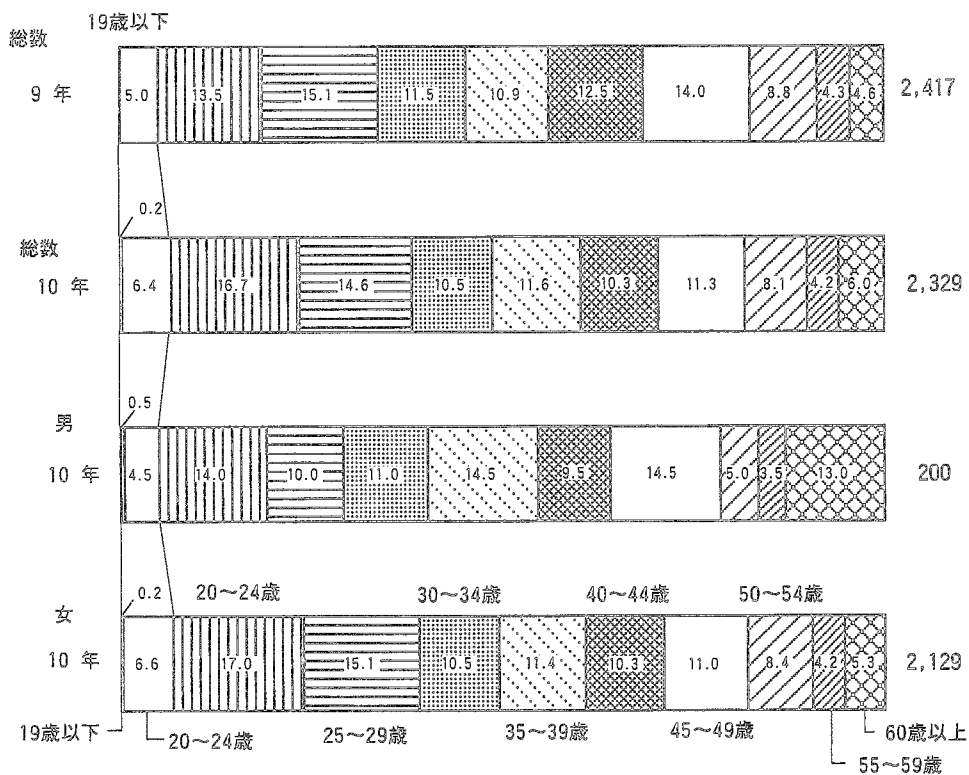 19歳以下
総数
9 年 5.0 13.5 15.1 11.5 10.9 12.5 14.0 8.8 4.3 4.6 2,417
0.2
総数
10 年 6.4 16.7 14.6 10.5 11.6 10.3 11.3 8.1 4.2 6.0 2,329
0.5
男
10 年 4.5 14.0 10.0 11.0 14.5 9.5 14.5 5.0 3.5 13.0 200
0.2 20～24歳 30～34歳 40～44歳 50～54歳
女
10 年 6.6 17.0 15.1 10.5 11.4 10.3 11.0 8.4 4.2 5.3 2,129
19歳以下 20～24歳 25～29歳 35～39歳 45～49歳 60歳以上
55～59歳